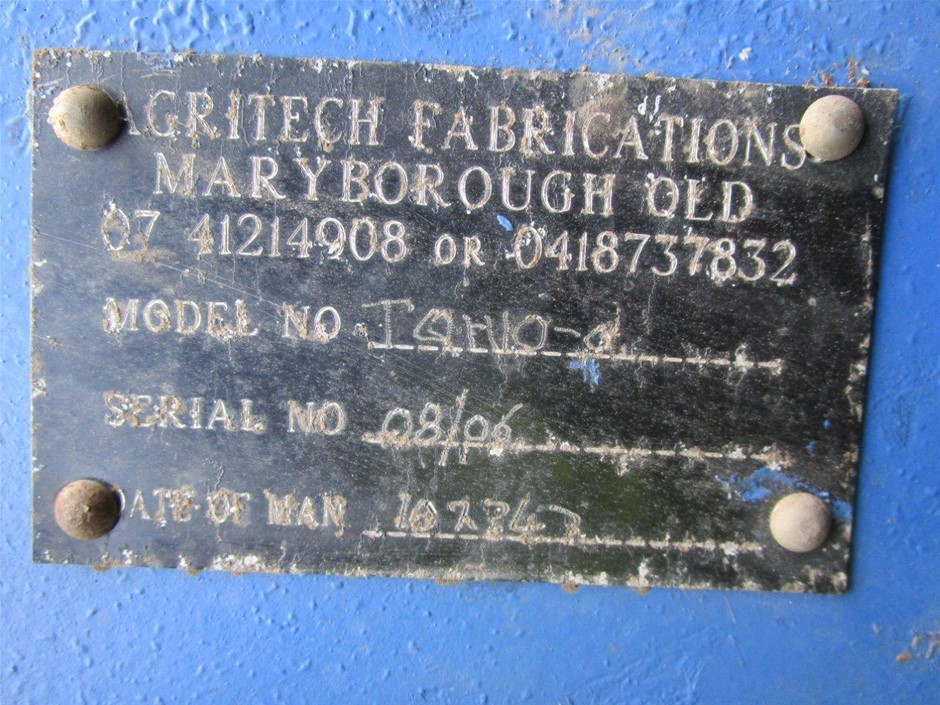 AGRITECH FABRICATIONS
MARYBOROUGH QLD
07 41214908 OR 0418737832
MODEL NO
SERIAL NO 08/06
DATE OF MAN